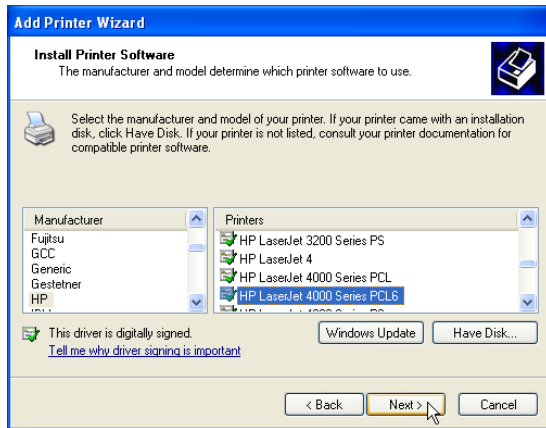 Add Printer Wizard
Install Printer Software
The manufacturer and model determine which printer software to use.
Select the manufacturer and model of your printer. If your printer came with an installation
disk, click Have Disk. If your printer is not listed, consult your printer documentation for
compatible printer software.
Manufacturer
Fujitsu
GCC
Generic
Gestetner
HP
Printers
HP LaserJet 3200 Series PS
HP LaserJet 4
HP LaserJet 4000 Series PCL
HP LaserJet 4000 Series PCL6
This driver is digitally signed.
Tell me why driver signing is important
Windows Update
Have Disk...
< Back
Next >
Cancel